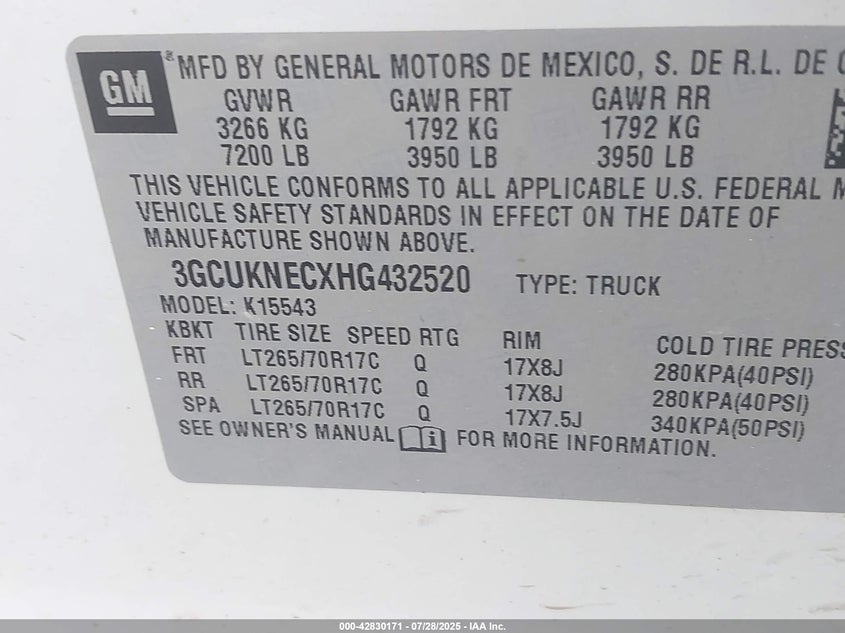 GM ® MFD BY GENERAL MOTORS DE MEXICO, S. DE R.L. DE
GVWR GAWR FRT GAWR RR
3266 KG 1792 KG 1792 KG
7200 LB 3950 LB 3950 LB
THIS VEHICLE CONFORMS TO ALL APPLICABLE U.S. FEDERAL
VEHICLE SAFETY STANDARDS IN EFFECT ON THE DATE OF
MANUFACTURE SHOWN ABOVE.
3GCUKNECXHG432520 TYPE: TRUCK
MODEL: K15543
KBKT TIRE SIZE SPEED RTG RIM COLD TIRE PRESS
FRT LT265/70R17C Q 17X8J 280KPA(40PSI)
RR LT265/70R17C Q 17X8J 280KPA(40PSI)
SPA LT265/70R17C Q 17X7.5J 340KPA(50PSI)
SEE OWNER'S MANUAL i FOR MORE INFORMATION.
000-42830171 - 07/28/2025 - IAA Inc.